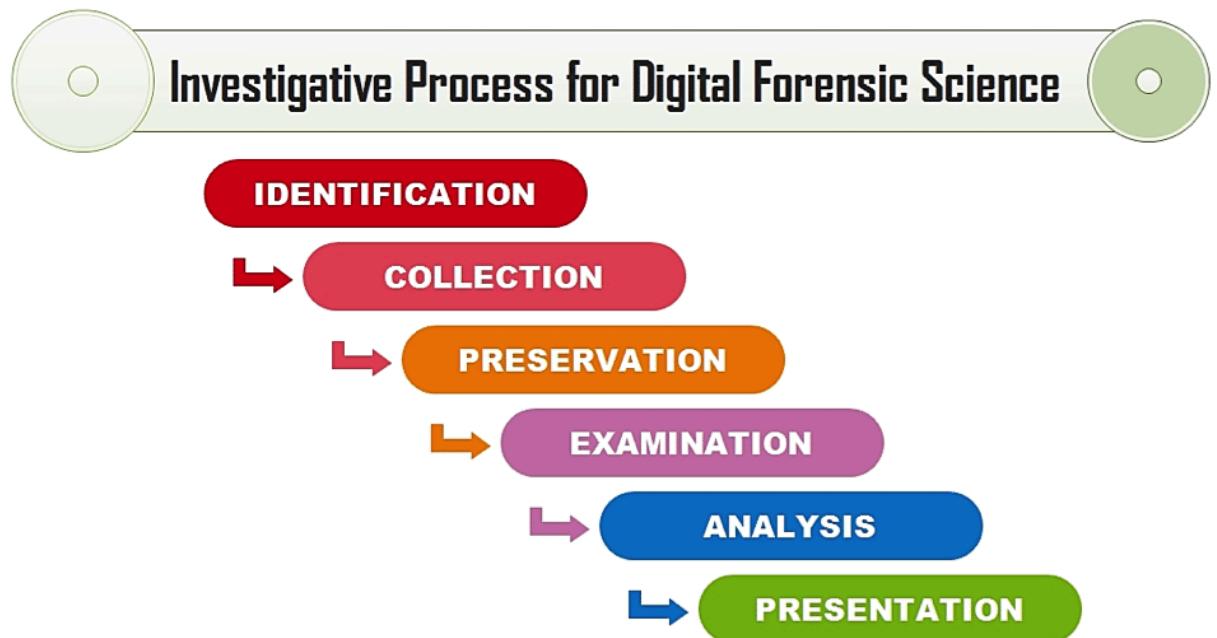 Investigative Process for Digital Forensic Science
IDENTIFICATION
COLLECTION
PRESERVATION
EXAMINATION
ANALYSIS
PRESENTATION